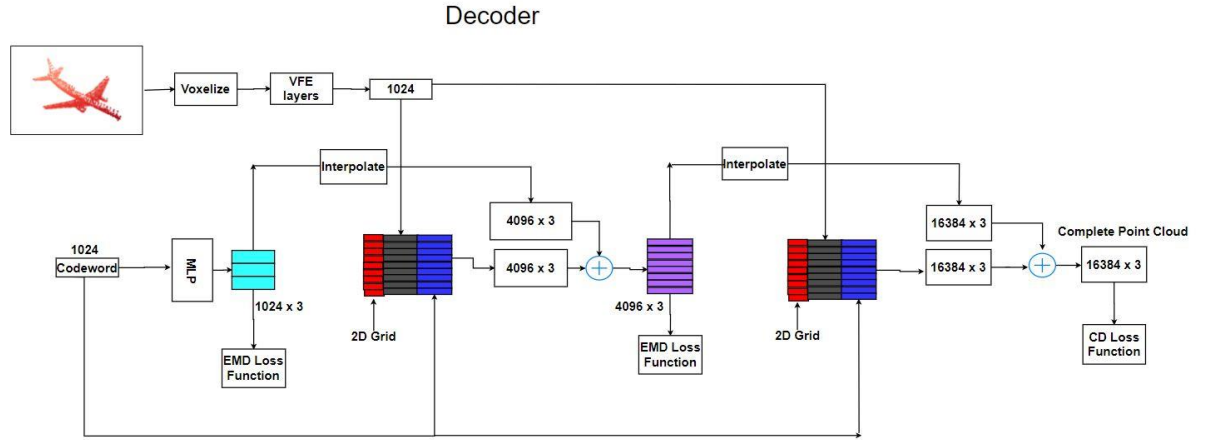 Decoder
Voxelize
VFE
layers
1024
Interpolate
Interpolate
4096 x 3
16384 x 3
Complete Point Cloud
1024
Codeword
MLP
4096 x 3
16384 x 3
16384 x 3
1024 x 3
4096 x 3
2D Grid
2D Grid
EMD Loss
Function
EMD Loss
Function
CD Loss
Function